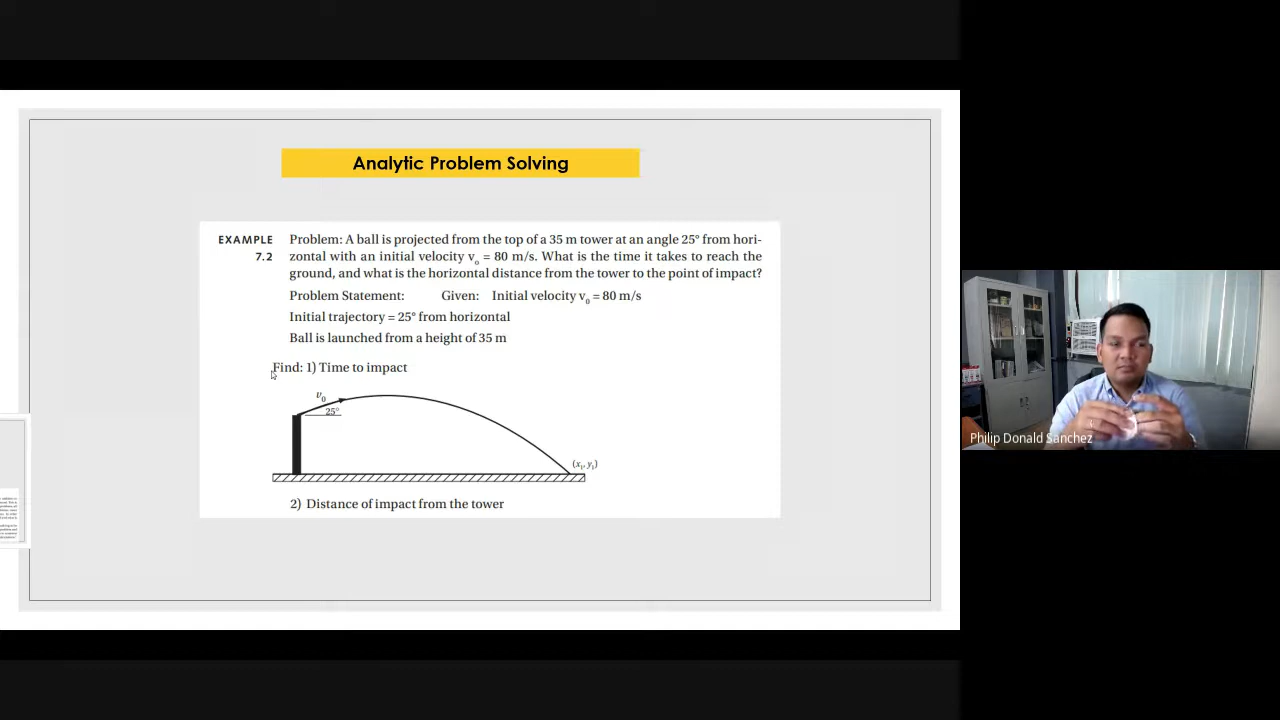 Analytic Problem Solving
EXAMPLE 7.2
Problem: A ball is projected from the top of a 35 m tower at an angle 25° from hori-
zontal with an initial velocity v₀ = 80 m/s. What is the time it takes to reach the
ground, and what is the horizontal distance from the tower to the point of impact?
Problem Statement: Given: Initial velocity v₀ = 80 m/s
Initial trajectory = 25° from horizontal
Ball is launched from a height of 35 m
Find: 1) Time to impact
v₀
25°
(x₁, y₁)
2) Distance of impact from the tower
Philip Donald Sanchez